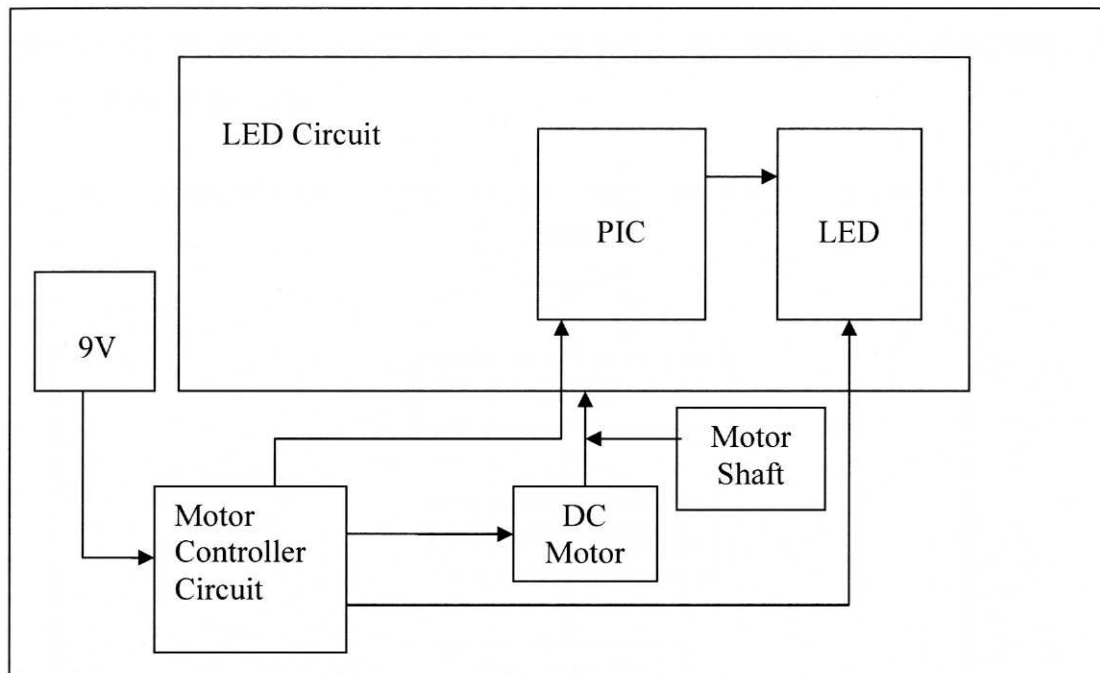 LED Circuit
PIC
LED
9V
Motor
Shaft
Motor
Controller
Circuit
DC
Motor